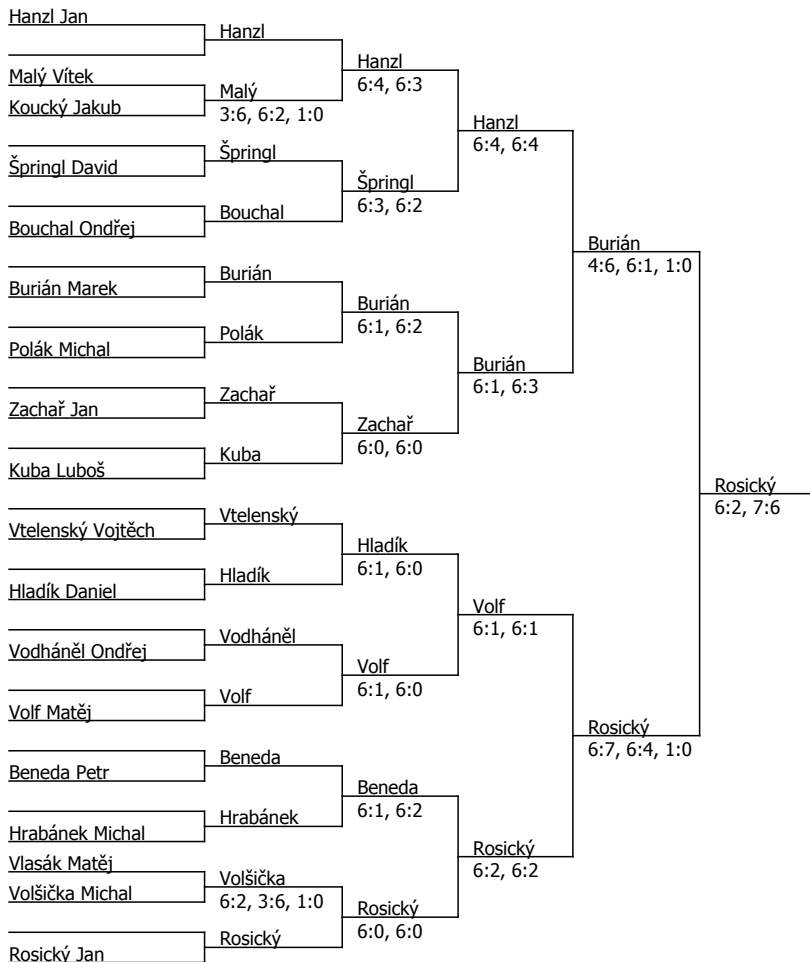 Hanzl Jan
Malý Vítek
Koucký Jakub
Špringl David
Bouchal Ondřej
Burián Marek
Polák Michal
Zachař Jan
Kuba Luboš
Vtelenský Vojtěch
Hladík Daniel
Vodháněl Ondřej
Volf Matěj
Beneda Petr
Hrabánek Michal
Vlasák Matěj
Volšička Michal
Rosický Jan
Hanzl
Malý
3:6, 6:2, 1:0
Špringl
Bouchal
Burián
Polák
Zachař
Kuba
Vtelenský
Hladík
Vodháněl
Volf
Beneda
Hrabánek
Volšička
6:2, 3:6, 1:0
Rosický
Hanzl
6:4, 6:3
Špringl
6:3, 6:2
Burián
6:1, 6:2
Zachař
6:0, 6:0
Hladík
6:1, 6:0
Volf
6:1, 6:0
Beneda
6:1, 6:2
Rosický
6:0, 6:0
Hanzl
6:4, 6:4
Burián
6:1, 6:3
Volf
6:1, 6:1
Rosický
6:2, 6:2
Burián
4:6, 6:1, 1:0
Rosický
6:7, 6:4, 1:0
Rosický
6:2, 7:6